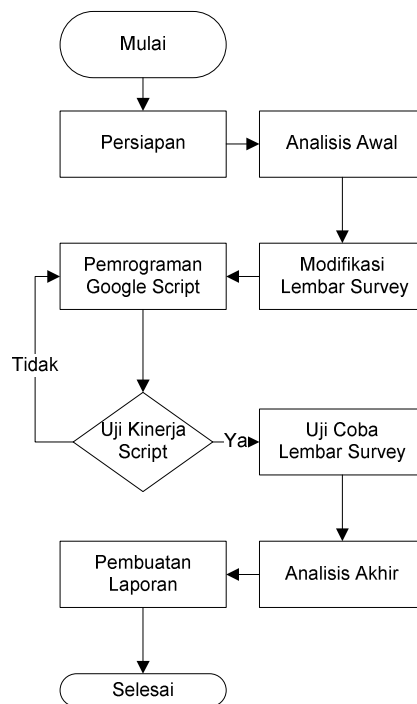 Mulai
Persiapan
Analisis Awal
Modifikasi
Lembar Survey
Pemrograman
Google Script
Tidak
Uji Kinerja
Script
Ya
Uji Coba
Lembar Survey
Analisis Akhir
Pembuatan
Laporan
Selesai